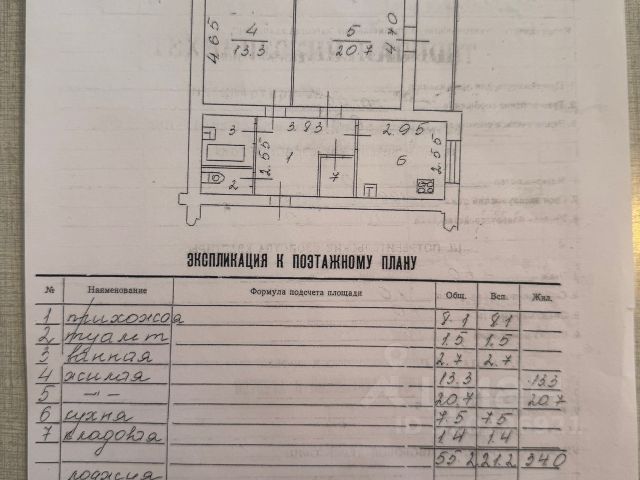 4 5
4.65 13.3 20.7 4.70
3 3.83 2.95
2.55 1 6 2.55
7
2
ЭКСПЛИКАЦИЯ К ПОЭТАЖНОМУ ПЛАНУ
№ Наименование Формула подсчета площади Общ. Всп. Жил.
1 прихожая 8.1 8.1
2 туалет 1.5 1.5
3 ванная 2.7 2.7
4 жилая 13.3 13.3
5 -"- 20.7 20.7
6 кухня 7.5 7.5
7 кладовка 1.4 1.4
55.2 21.2 34.0
лоджия